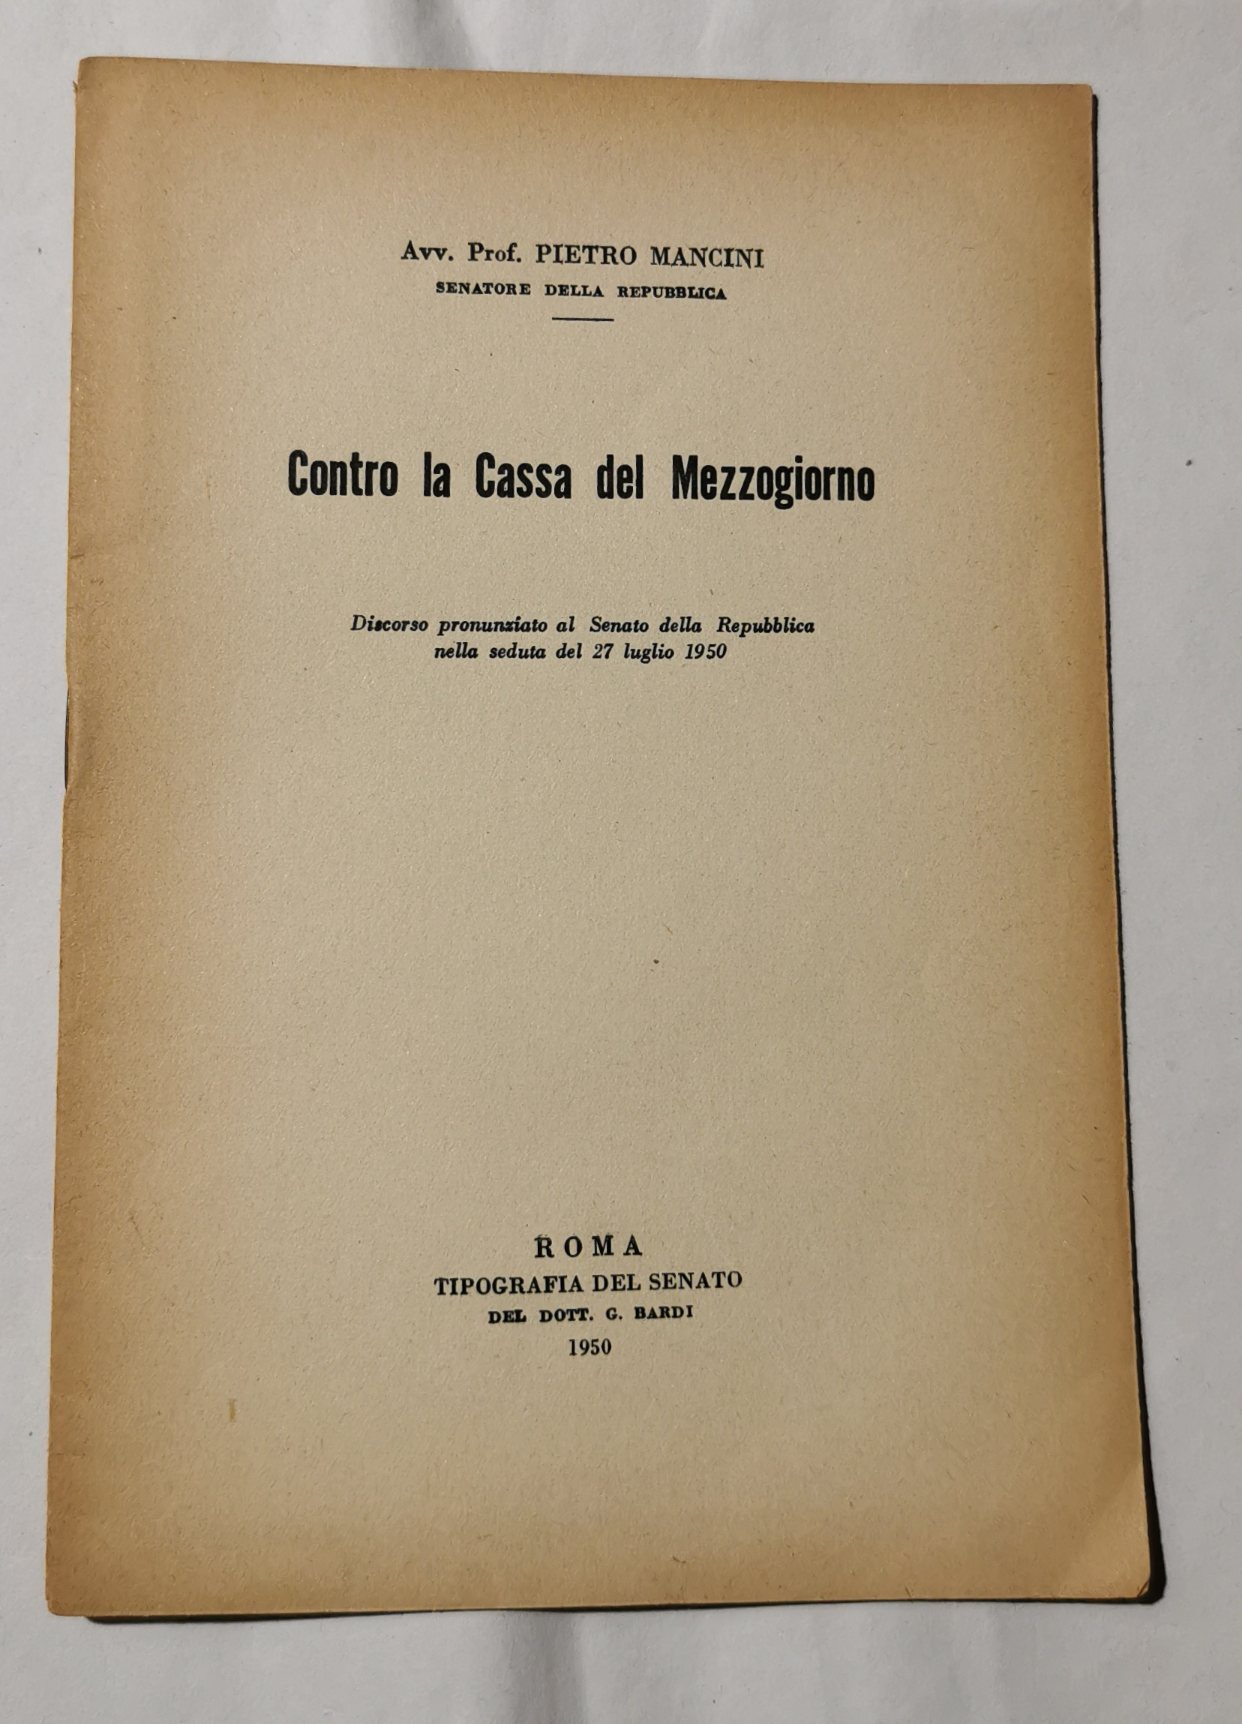 Avv. Prof. PIETRO MANCINI
SENATORE DELLA REPUBBLICA
Contro la Cassa del Mezzogiorno
Discorso pronunziato al Senato della Repubblica
nella seduta del 27 luglio 1950
ROMA
TIPOGRAFIA DEL SENATO
DEL DOTT. G. BARDI
1950